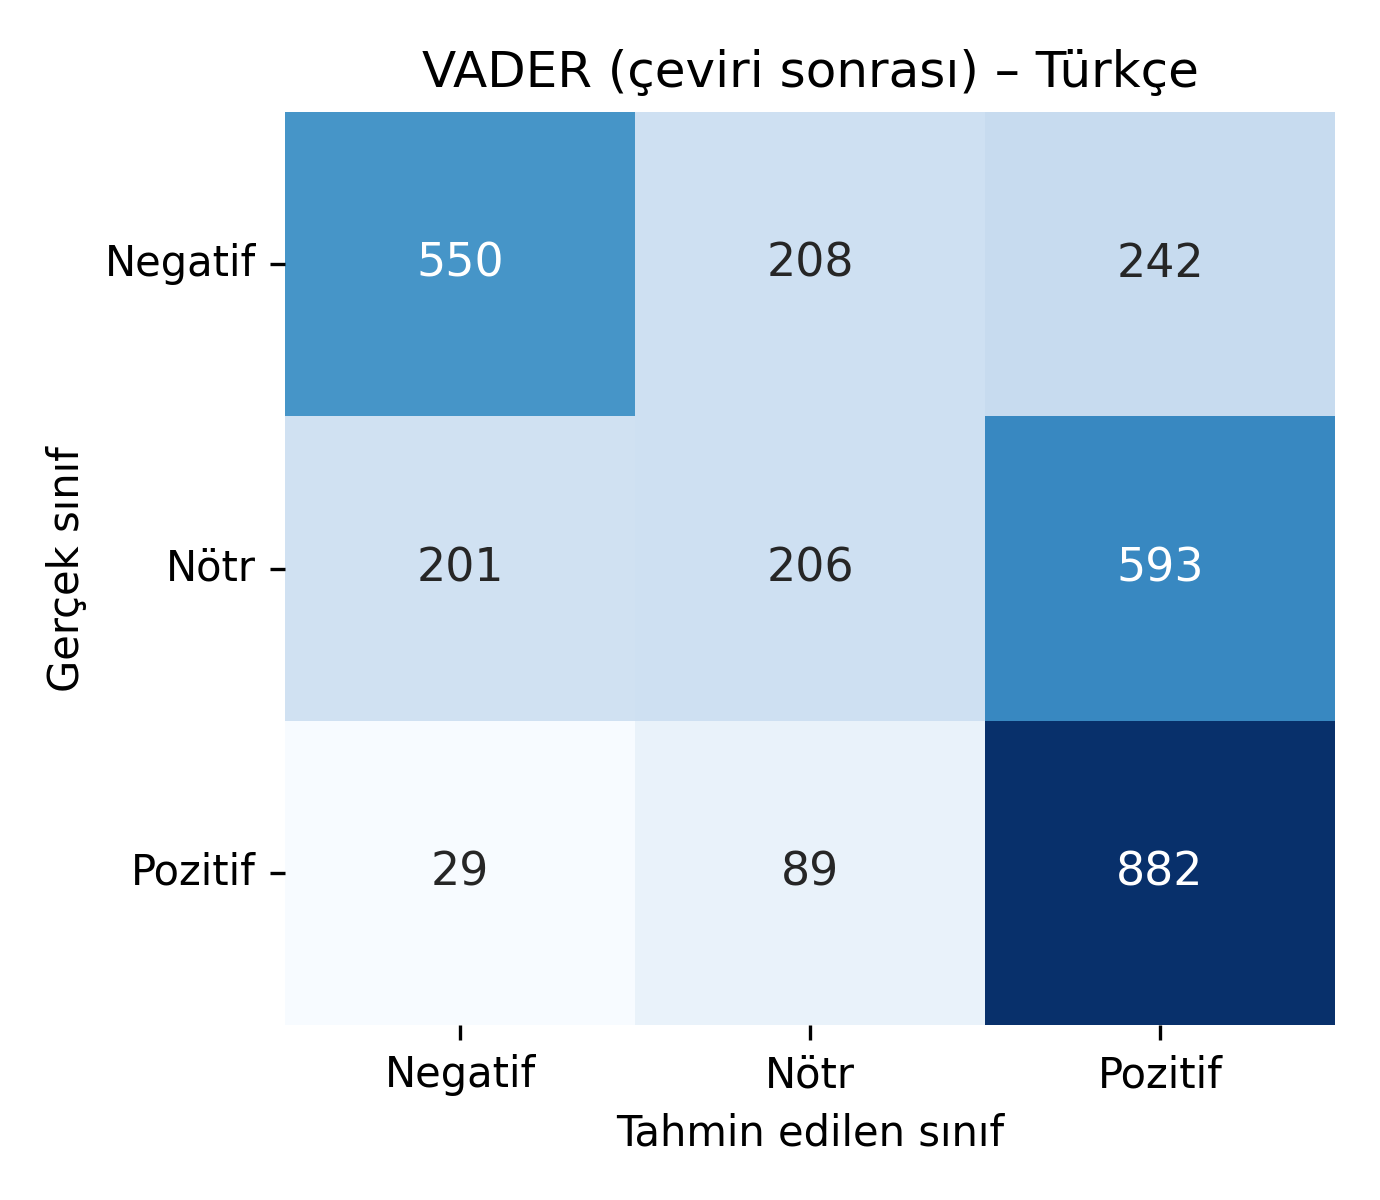 VADER (çeviri sonrası) – Türkçe
Gerçek sınıf
Negatif 550 208 242
Nötr 201 206 593
Pozitif 29 89 882
Negatif Nötr Pozitif
Tahmin edilen sınıf